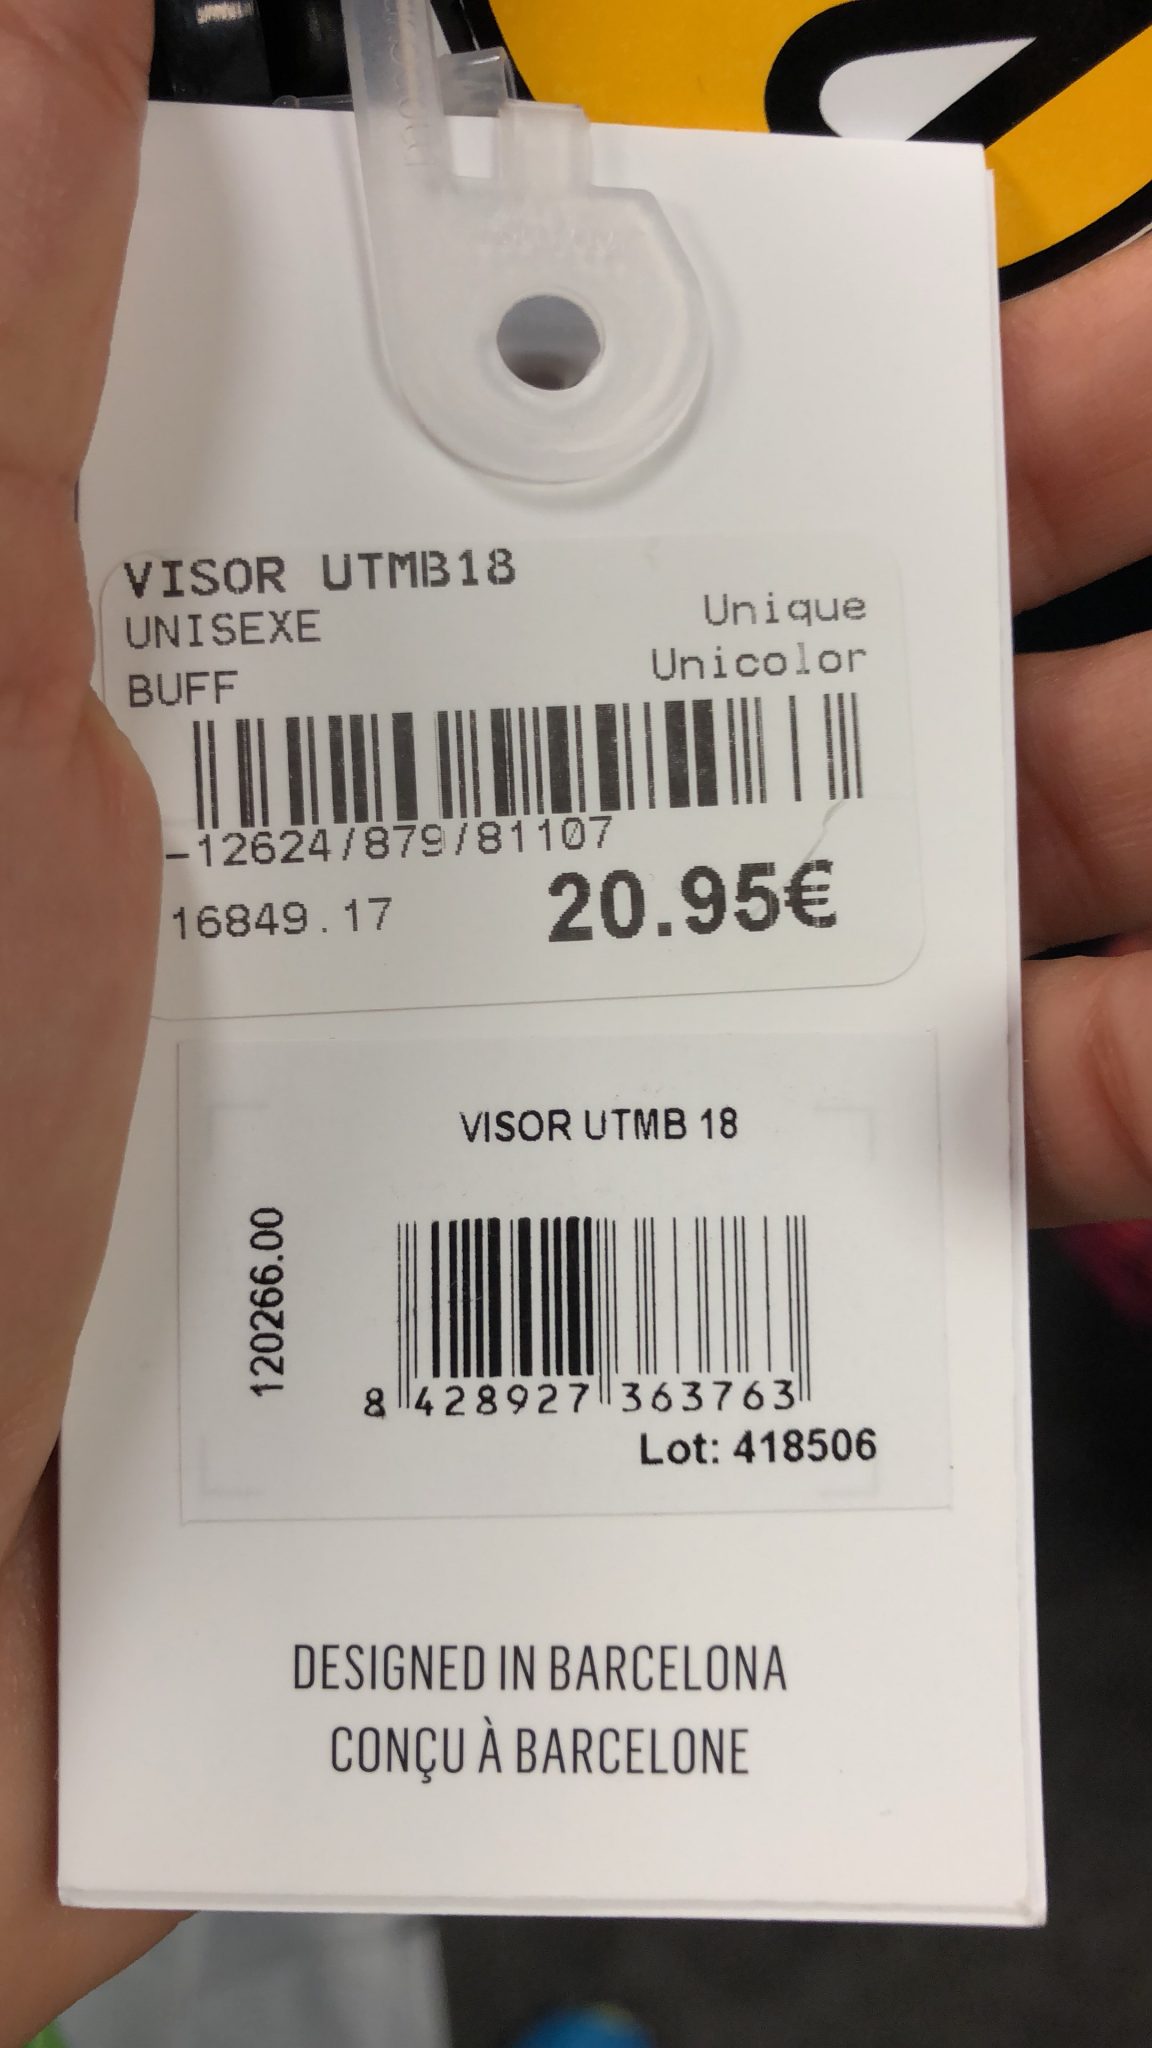 VISOR UTMB18
UNISEXE
Unique
BUFF
Unicolor
-12624/879/81107
16849.17
20.95€
VISOR UTMB 18
120266.00
8 428927 363763
Lot: 418506
DESIGNED IN BARCELONA
CONÇU À BARCELONE